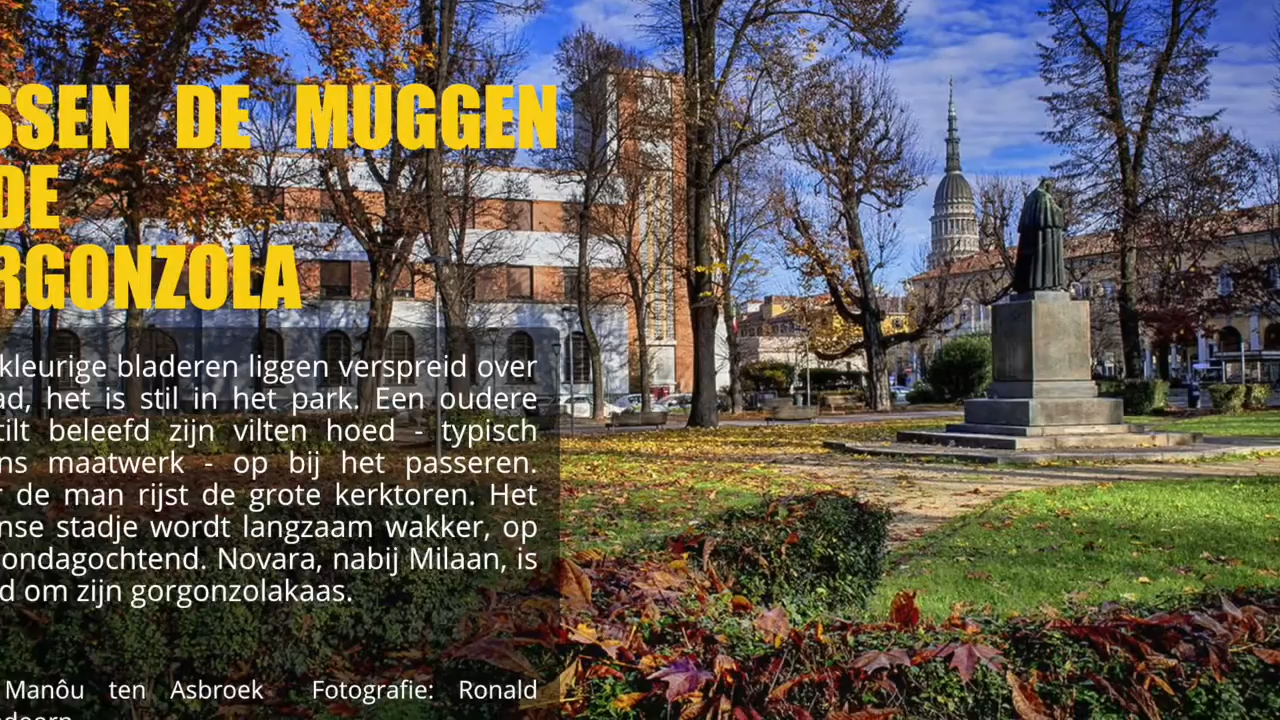 SSEN DE MUGGEN
DE
RGONZOLA
kleurige bladeren liggen verspreid over
ad, het is stil in het park. Een oudere
tilt beleefd zijn vilten hoed - typisch
ns maatwerk - op bij het passeren.
de man rijst de grote kerktoren. Het
nse stadje wordt langzaam wakker, op
ondagochtend. Novara, nabij Milaan, is
d om zijn gorgonzolakaas.
Manôu ten Asbroek Fotografie: Ronald